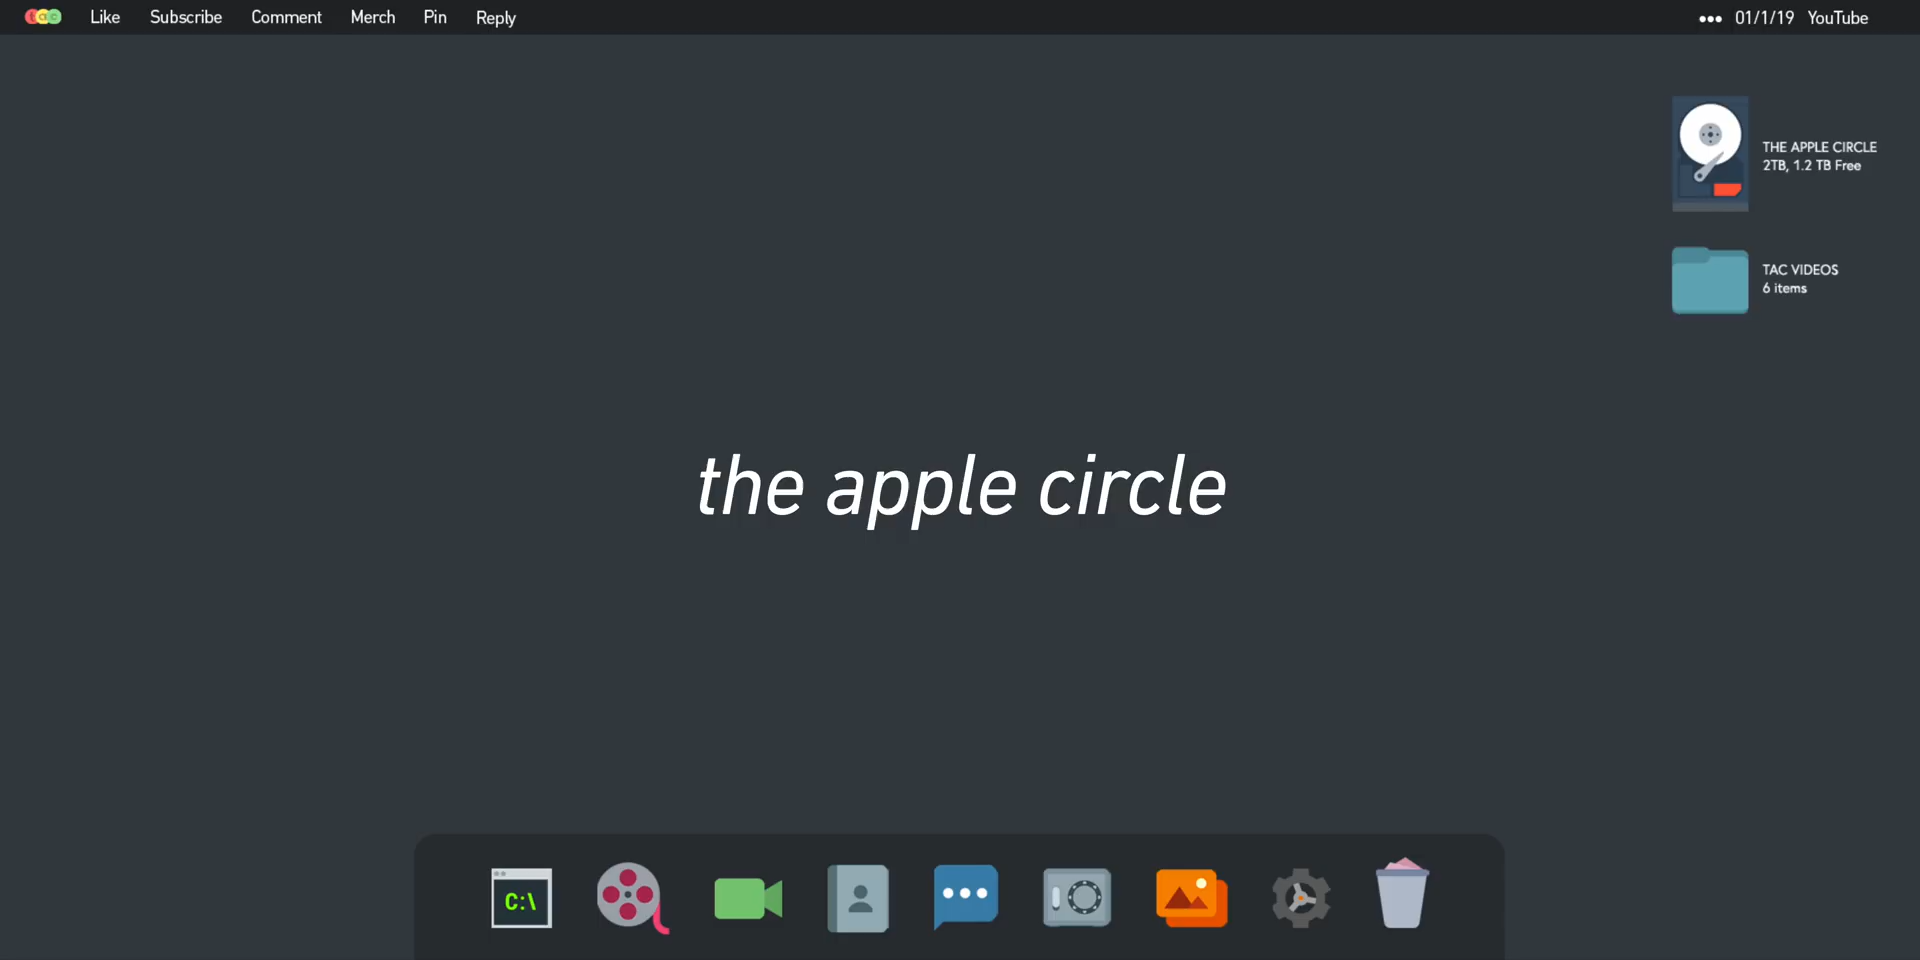 tac Like Subscribe Comment Merch Pin Reply ••• 01/1/19 YouTube
THE APPLE CIRCLE
2TB, 1.2 TB Free
TAC VIDEOS
6 items
the apple circle
C:\